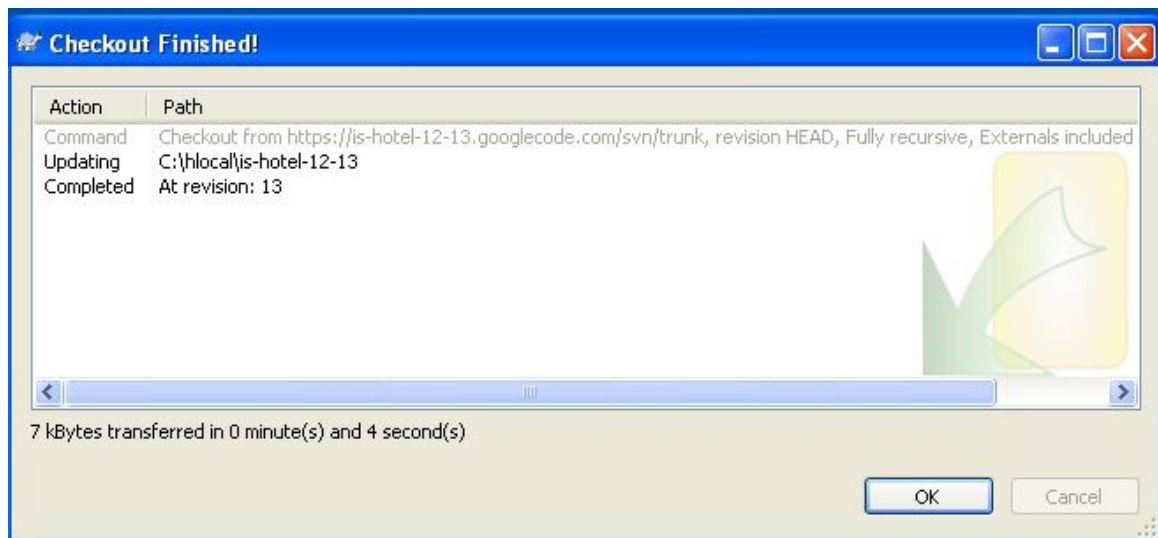 Checkout Finished!
Action Path
Command Checkout from https://is-hotel-12-13.googlecode.com/svn/trunk, revision HEAD, Fully recursive, Externals included
Updating C:\hlocal\is-hotel-12-13
Completed At revision: 13
7 kBytes transferred in 0 minute(s) and 4 second(s)
OK Cancel